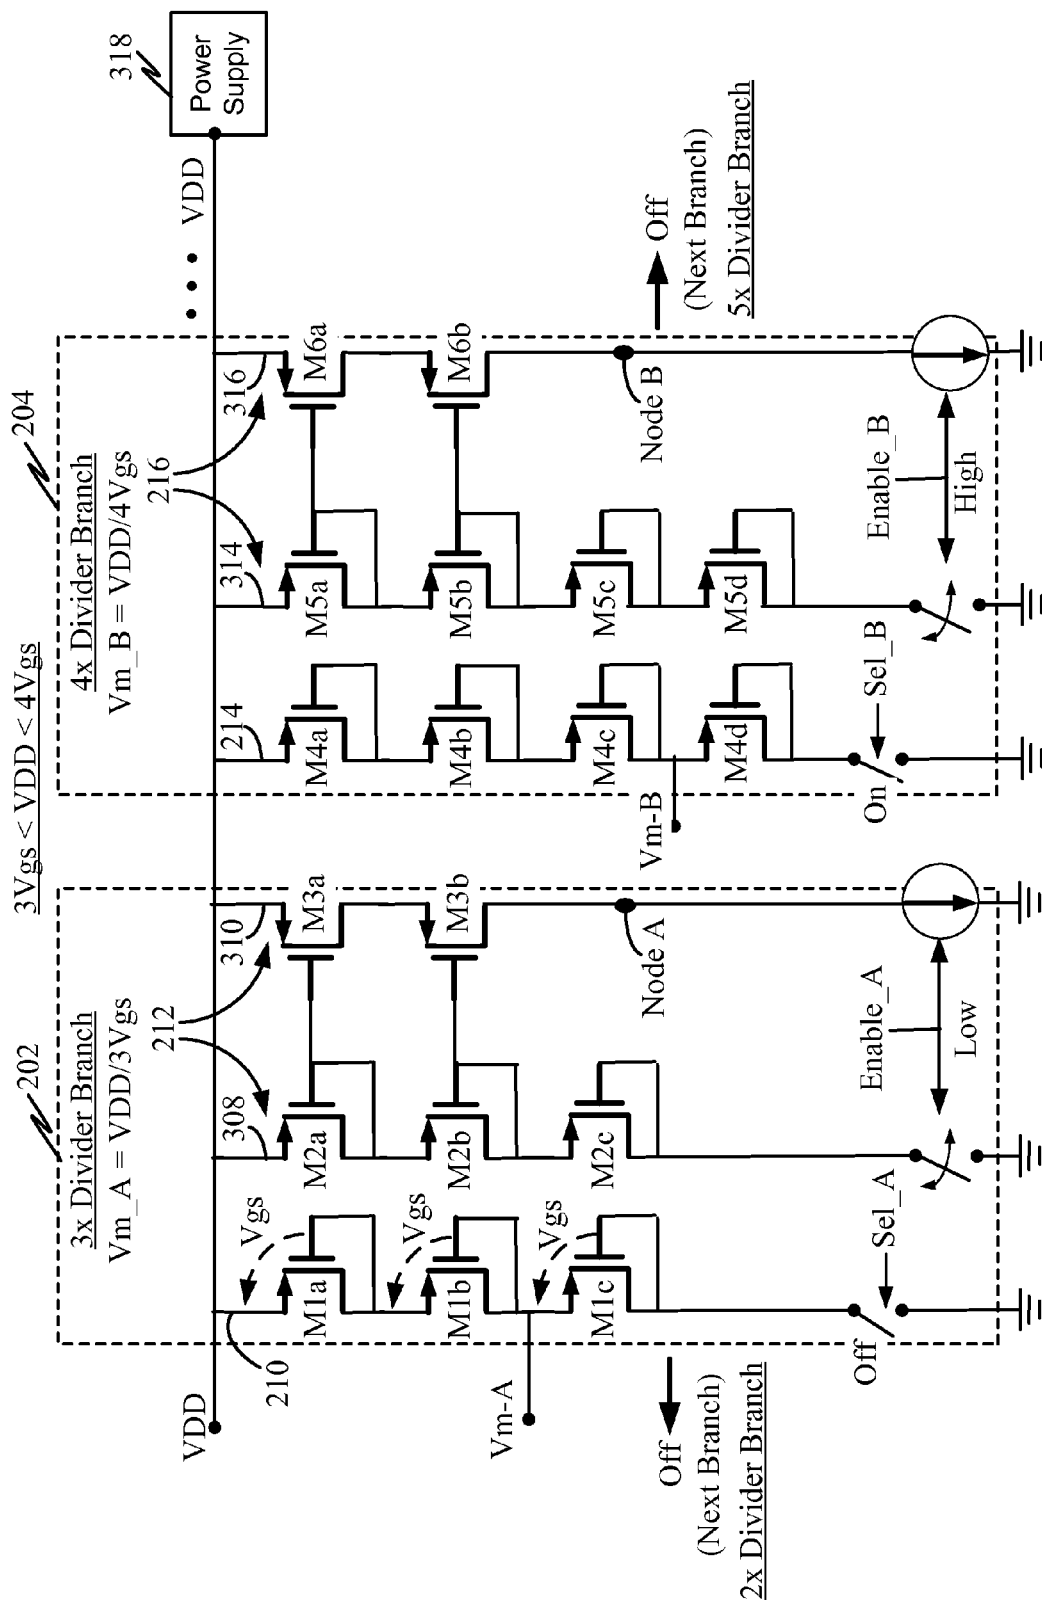 3Vgs < VDD < 4Vgs
202
3x Divider Branch
Vm_A = VDD/3Vgs
212
204
4x Divider Branch
Vm_B = VDD/4Vgs
216
318
Power
Supply
VDD
VDD
210
308
310
214
314
316
Vgs
Vgs
Vgs
M1a
M1b
M1c
M2a
M2b
M2c
M3a
M3b
M4a
M4b
M4c
M4d
M5a
M5b
M5c
M5d
M6a
M6b
Vm-A
Vm-B
Node A
Node B
Off
(Next Branch)
2x Divider Branch
Off
(Next Branch)
5x Divider Branch
Off
Sel_A
Enable_A
Low
On
Sel_B
Enable_B
High